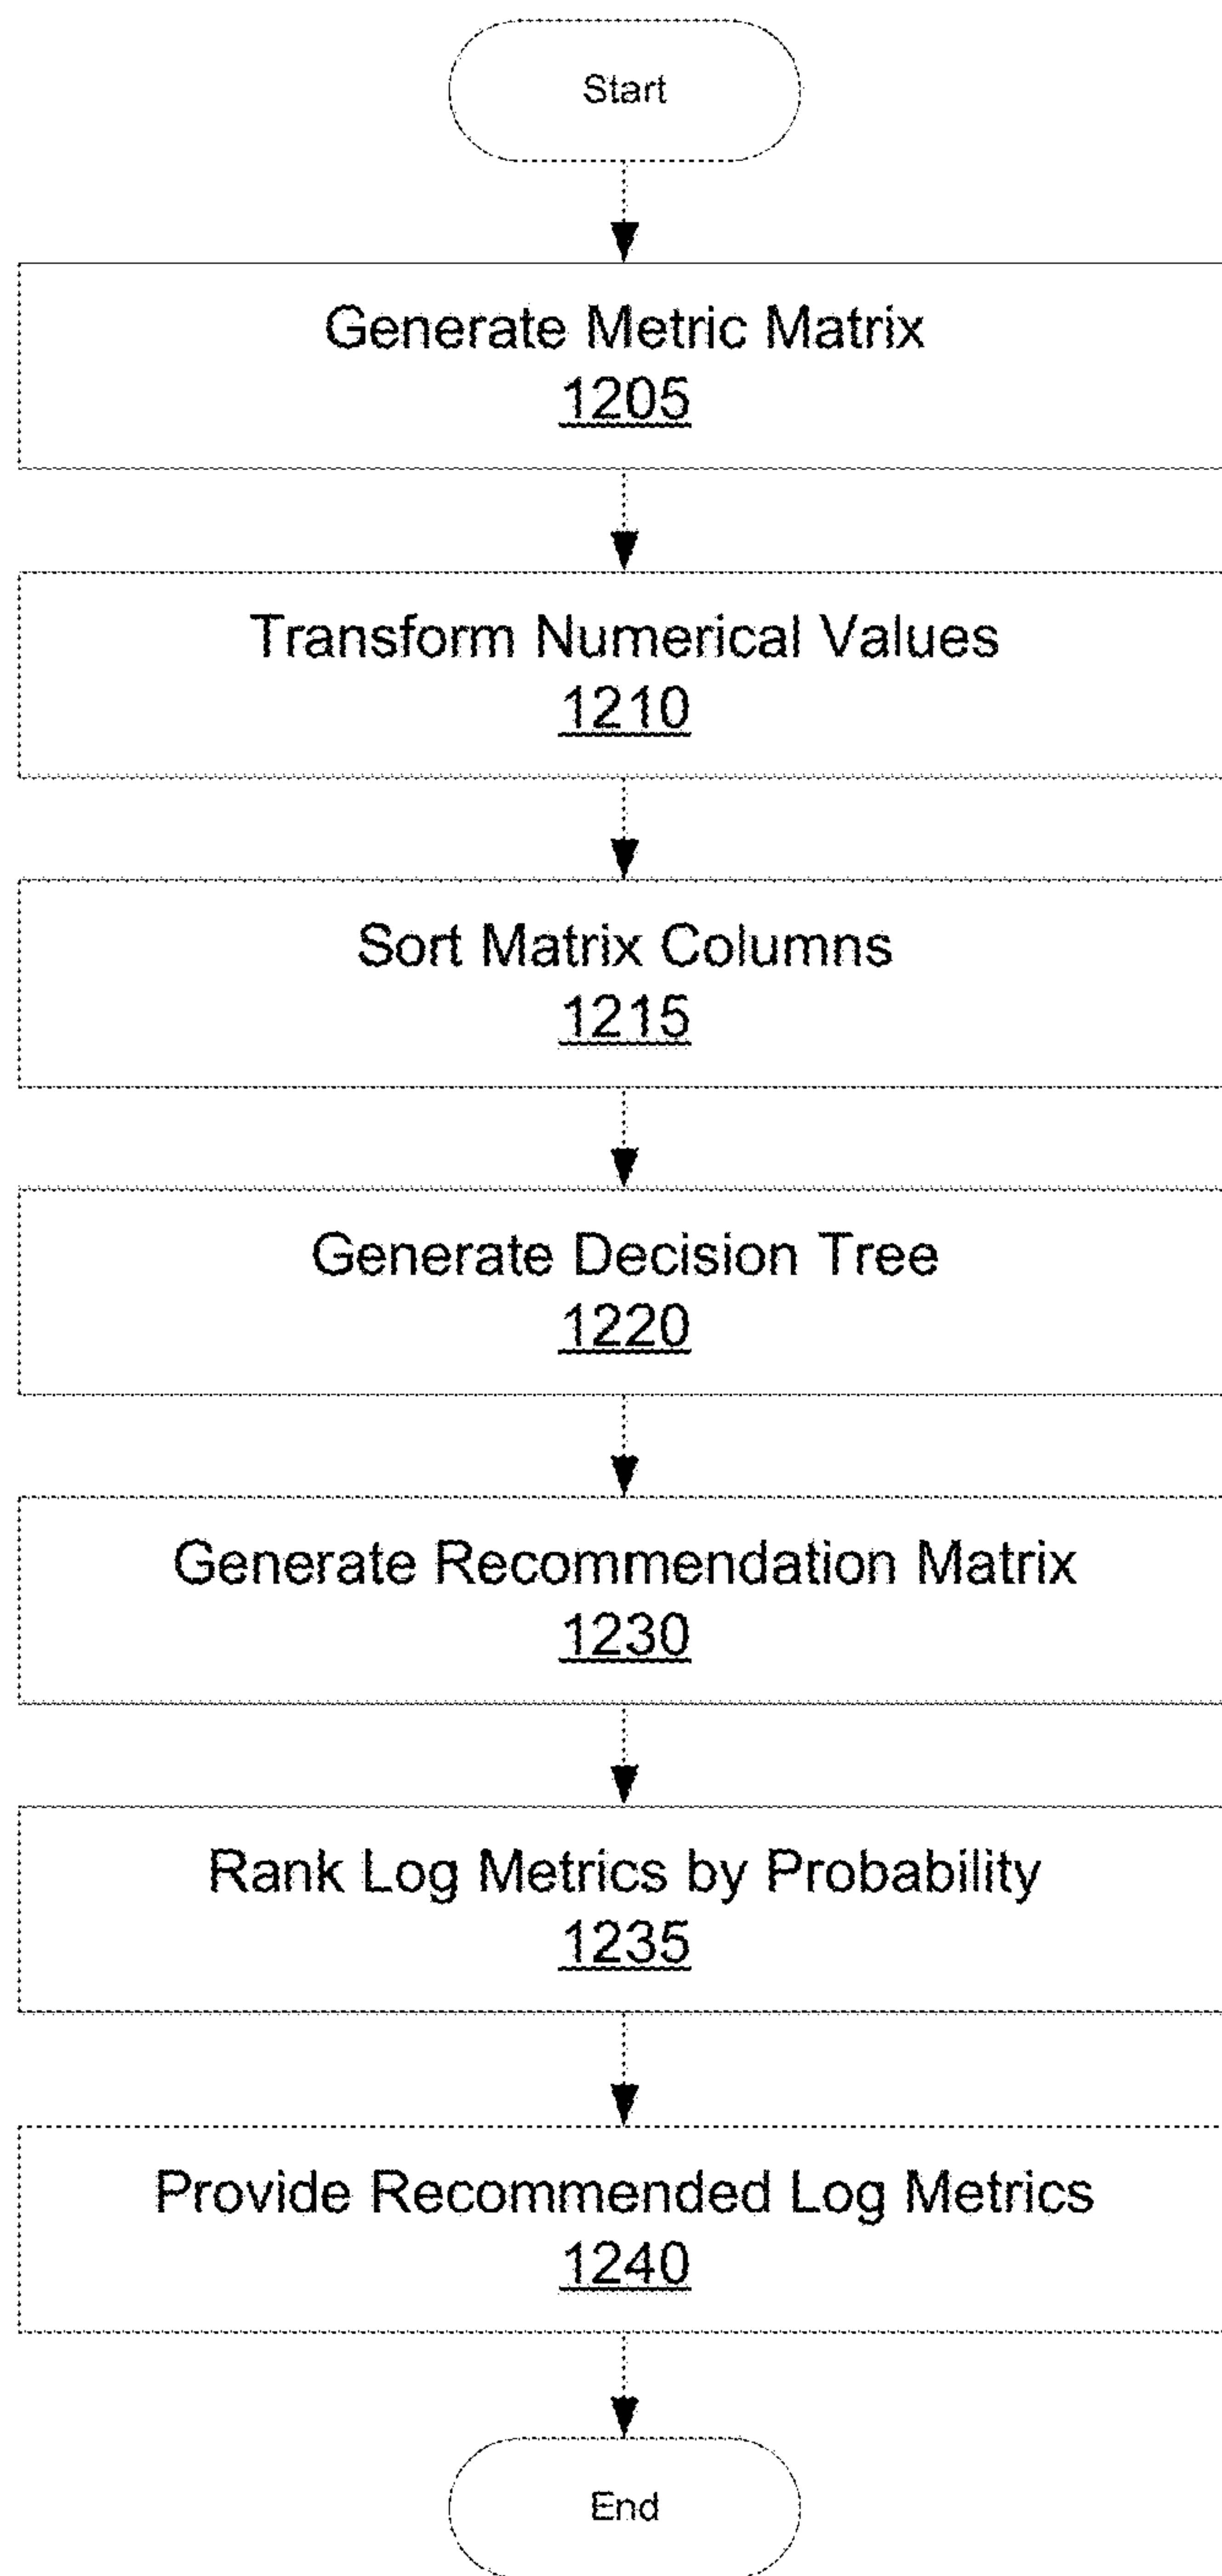 Start
Generate Metric Matrix
1205
Transform Numerical Values
1210
Sort Matrix Columns
1215
Generate Decision Tree
1220
Generate Recommendation Matrix
1230
Rank Log Metrics by Probability
1235
Provide Recommended Log Metrics
1240
End